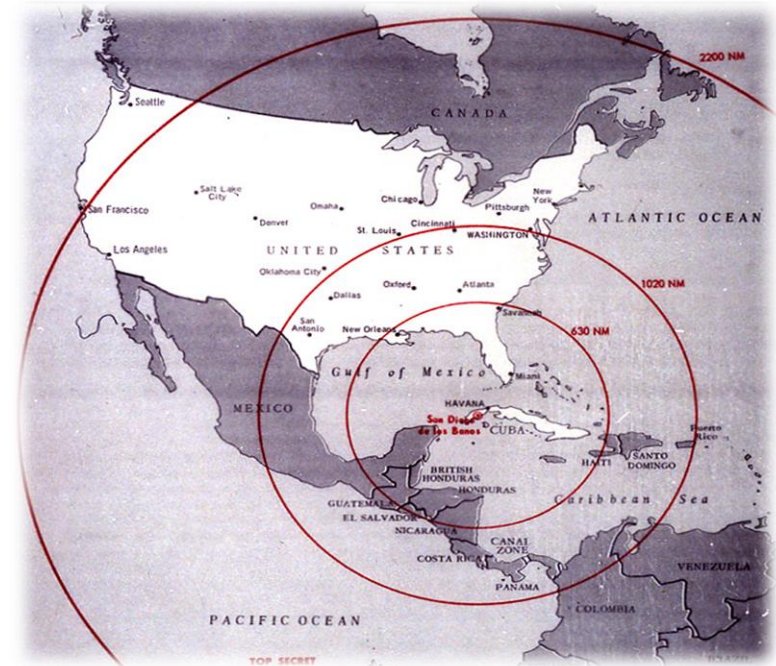 2200 NM
CANADA
Seattle
Salt Lake
City
Omaha
Chicago
New
York
Pittsburgh
San Francisco
Denver
St. Louis
Cincinnati
WASHINGTON
ATLANTIC OCEAN
Los Angeles
UNITED STATES
Oklahoma City
1020 NM
Oxford
Atlanta
Dallas
San
Antonio
New Orleans
Savannah
630 NM
Gulf of Mexico
Miami
MEXICO
HAVANA
San Diego
de los Banos
CUBA
Puerto
Rico
HAITI
SANTO
DOMINGO
BRITISH
HONDURAS
HONDURAS
GUATEMALA
EL SALVADOR
NICARAGUA
Caribbean Sea
COSTA RICA
CANAL
ZONE
PANAMA
VENEZUELA
COLOMBIA
PACIFIC OCEAN
TOP SECRET